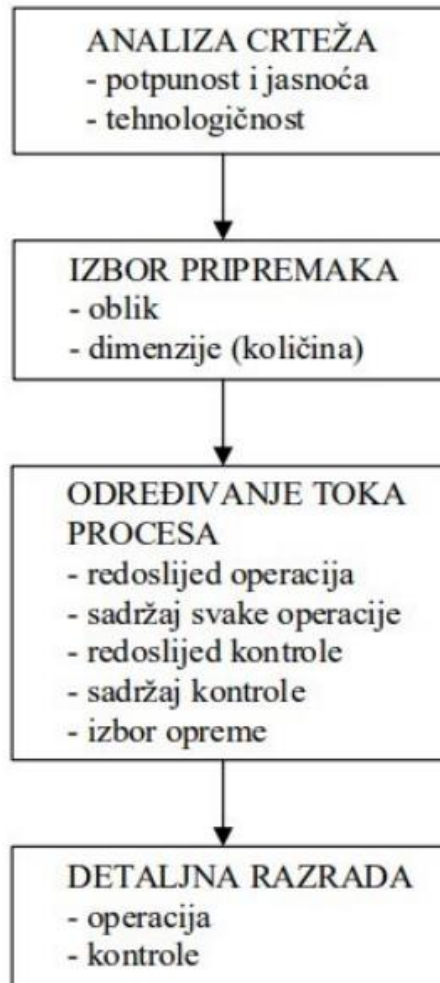 ANALIZA CRTEŽA
- potpunost i jasnoća
- tehnologičnost
IZBOR PRIPREMAKA
- oblik
- dimenzije (količina)
ODREĐIVANJE TOKA
PROCESA
- redoslijed operacija
- sadržaj svake operacije
- redoslijed kontrole
- sadržaj kontrole
- izbor opreme
DETALJNA RAZRADA
- operacija
- kontrole